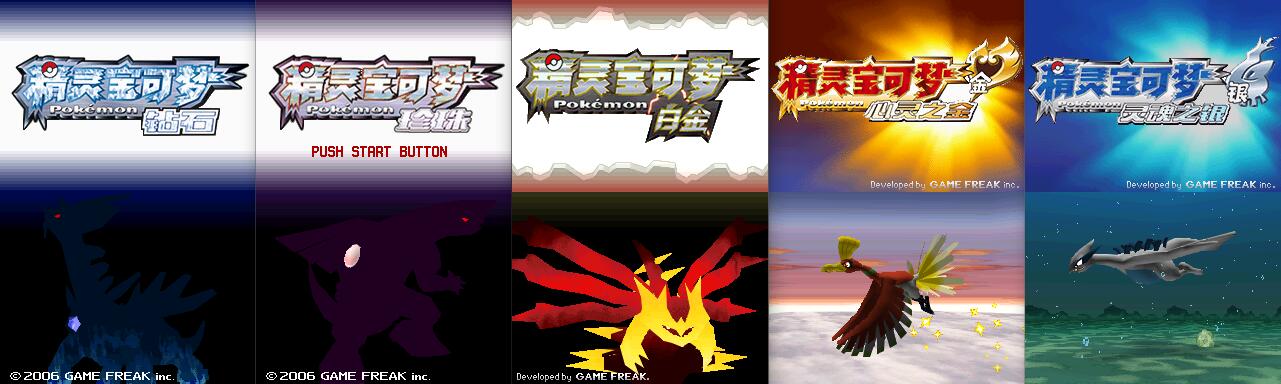 精灵宝可梦
Pokémon
钻石
© 2006 GAME FREAK inc.
精灵宝可梦
Pokémon
珍珠
PUSH START BUTTON
© 2006 GAME FREAK inc.
精灵宝可梦
Pokémon
白金
Developed by GAME FREAK.
精灵宝可梦
金
Pokémon
心灵之金
Developed by GAME FREAK inc.
精灵宝可梦
银
Pokémon
灵魂之银
Developed by GAME FREAK inc.